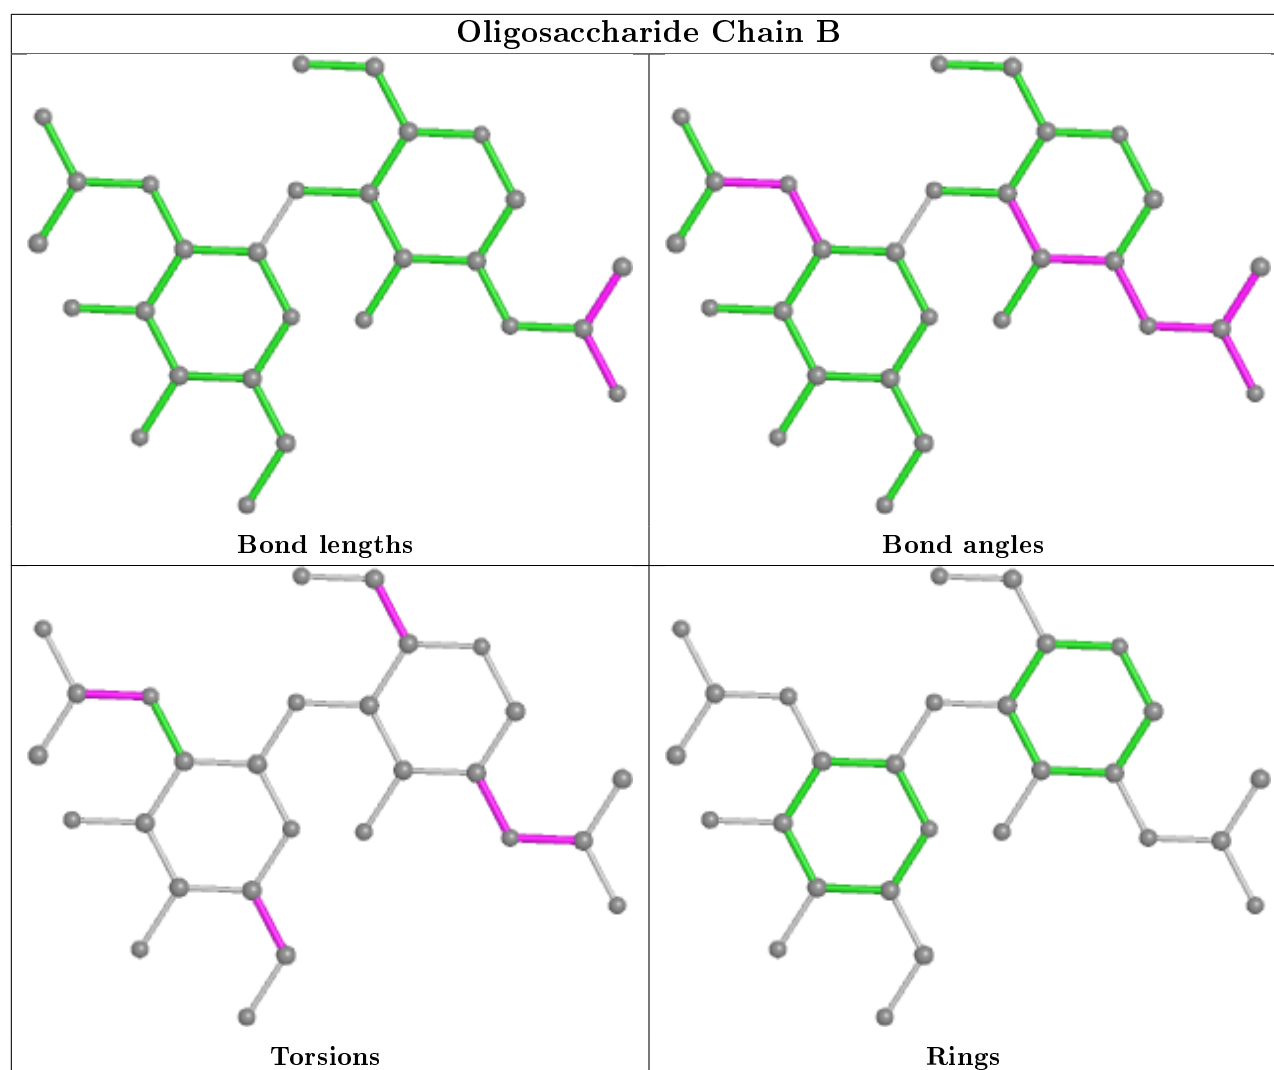 Oligosaccharide Chain B
Bond lengths
Bond angles
Torsions
Rings